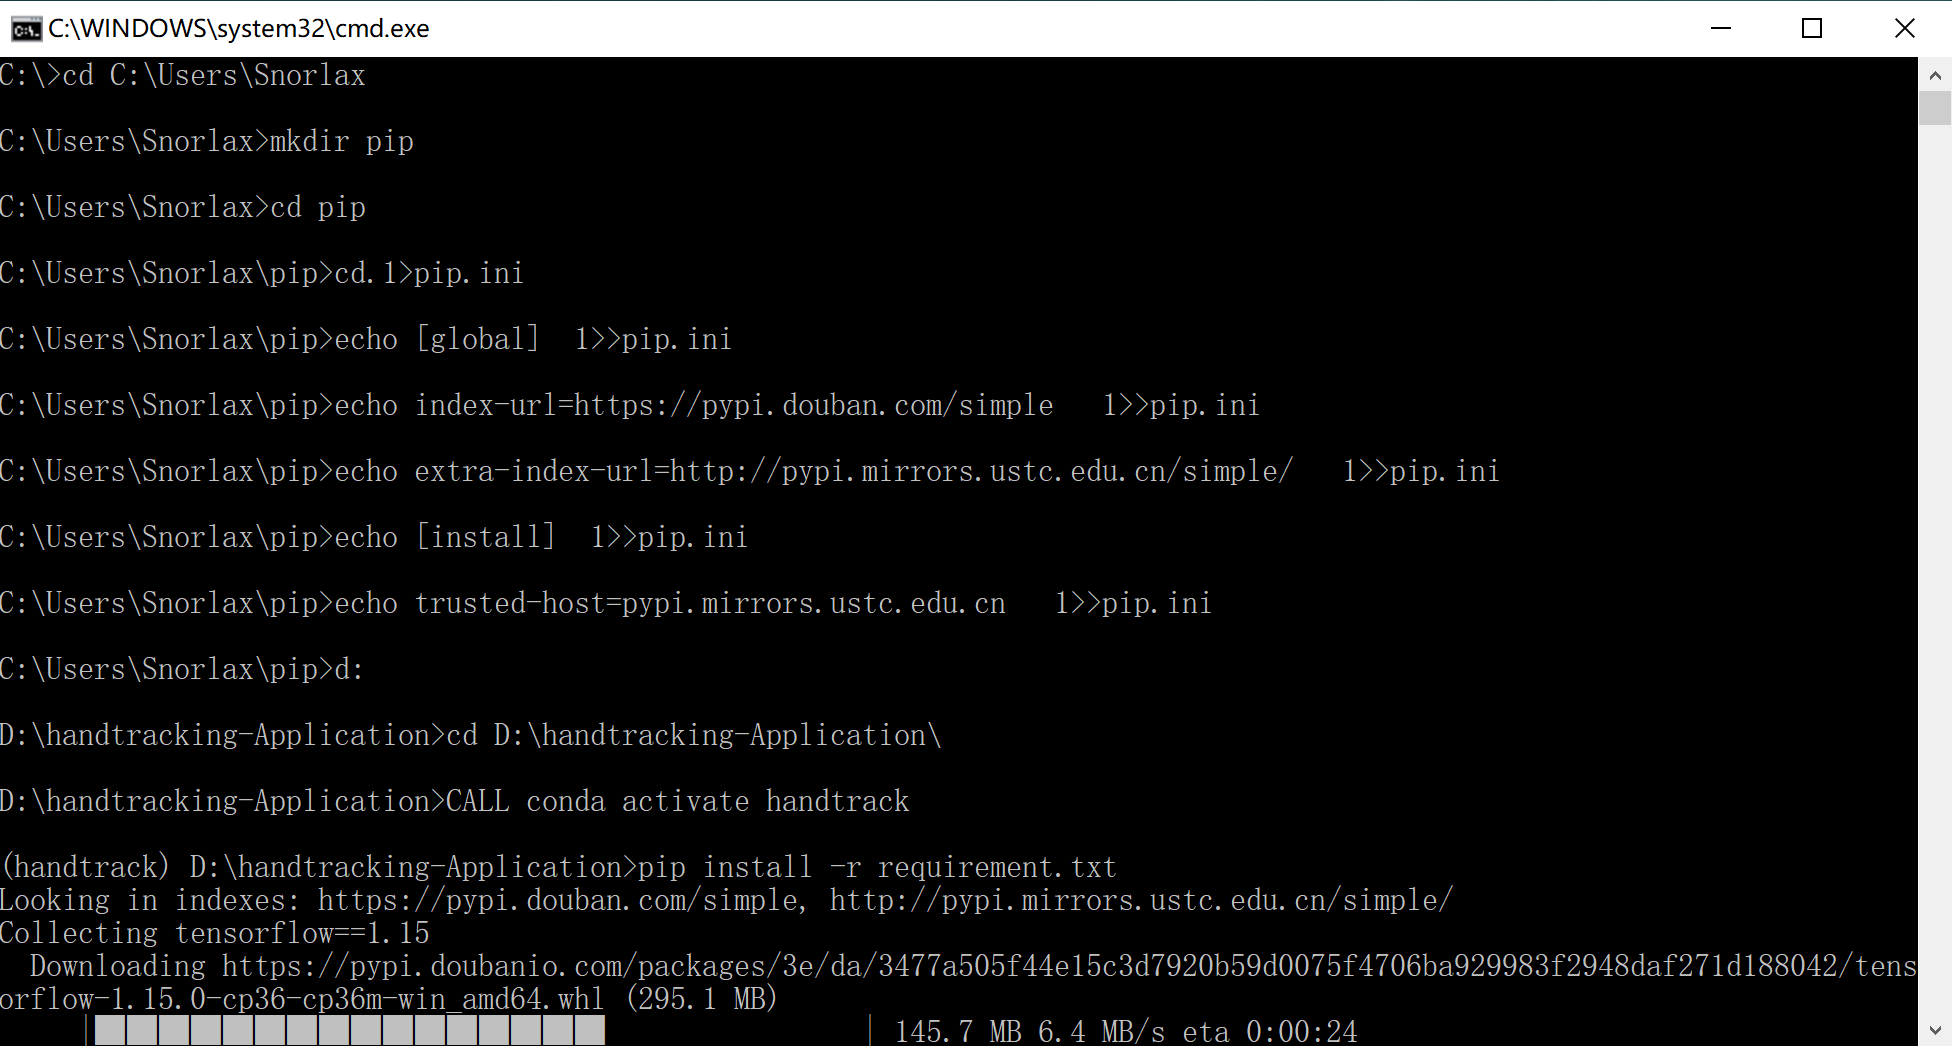 C:\WINDOWS\system32\cmd.exe
C:\>cd C:\Users\Snorlax
C:\Users\Snorlax>mkdir pip
C:\Users\Snorlax>cd pip
C:\Users\Snorlax\pip>cd.1>pip.ini
C:\Users\Snorlax\pip>echo [global]  1>>pip.ini
C:\Users\Snorlax\pip>echo index-url=https://pypi.douban.com/simple   1>>pip.ini
C:\Users\Snorlax\pip>echo extra-index-url=http://pypi.mirrors.ustc.edu.cn/simple/   1>>pip.ini
C:\Users\Snorlax\pip>echo [install]  1>>pip.ini
C:\Users\Snorlax\pip>echo trusted-host=pypi.mirrors.ustc.edu.cn   1>>pip.ini
C:\Users\Snorlax\pip>d:
D:\handtracking-Application>cd D:\handtracking-Application\
D:\handtracking-Application>CALL conda activate handtrack
(handtrack) D:\handtracking-Application>pip install -r requirement.txt
Looking in indexes: https://pypi.douban.com/simple, http://pypi.mirrors.ustc.edu.cn/simple/
Collecting tensorflow==1.15
  Downloading https://pypi.doubanio.com/packages/3e/da/3477a505f44e15c3d7920b59d0075f4706ba929983f2948daf271d188042/tens
orflow-1.15.0-cp36-cp36m-win_amd64.whl (295.1 MB)
| 145.7 MB 6.4 MB/s eta 0:00:24